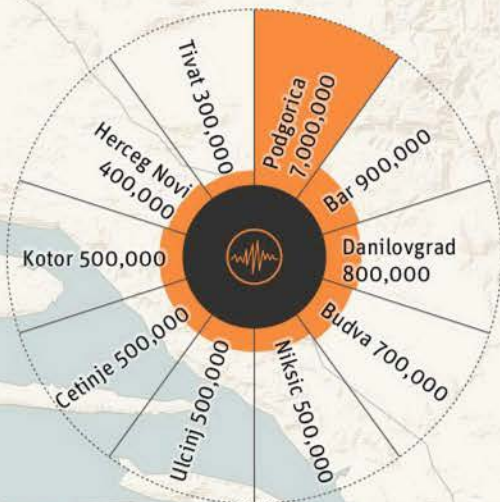 Podgorica
7,000,000
Bar 900,000
Danilovgrad
800,000
Budva 700,000
Niksic 500,000
Ulcinj 500,000
Cetinje 500,000
Kotor 500,000
Herceg Novi
400,000
Tivat 300,000